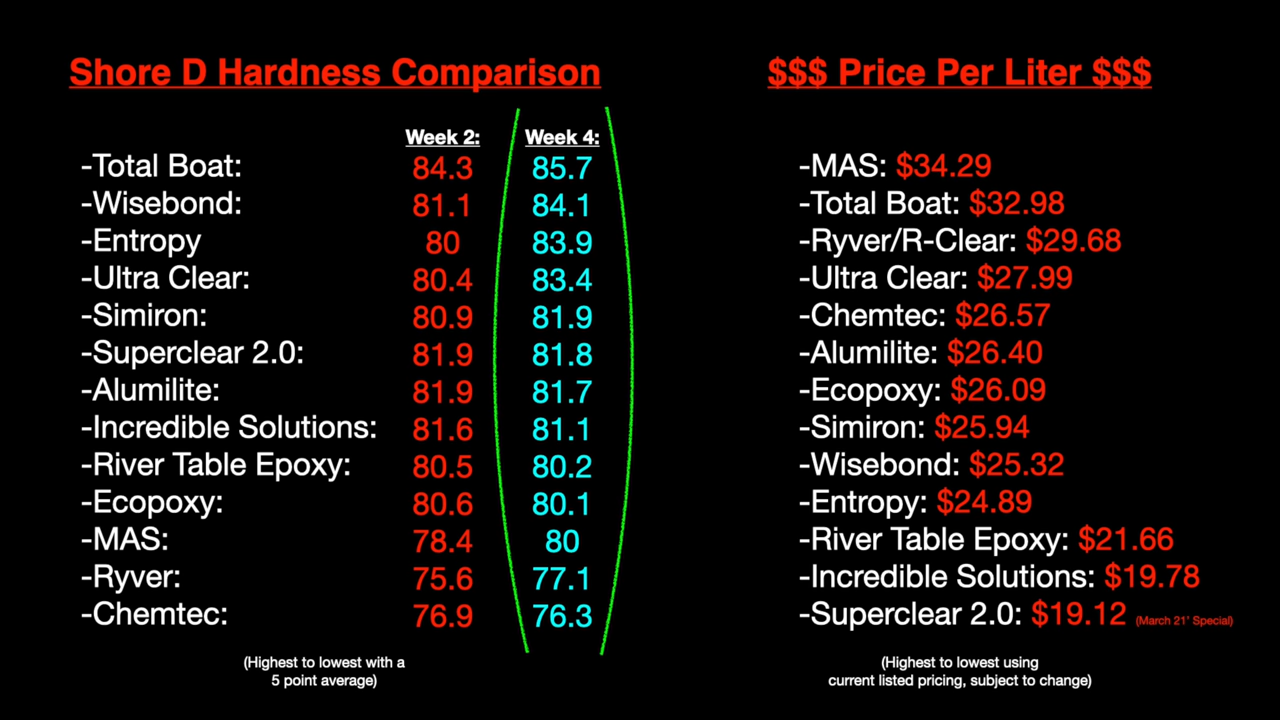 Shore D Hardness Comparison
Week 2: Week 4:
-Total Boat: 84.3 85.7
-Wisebond: 81.1 84.1
-Entropy 80 83.9
-Ultra Clear: 80.4 83.4
-Simiron: 80.9 81.9
-Superclear 2.0: 81.9 81.8
-Alumilite: 81.9 81.7
-Incredible Solutions: 81.6 81.1
-River Table Epoxy: 80.5 80.2
-Ecopoxy: 80.6 80.1
-MAS: 78.4 80
-Ryver: 75.6 77.1
-Chemtec: 76.9 76.3
(Highest to lowest with a
5 point average)
$$$ Price Per Liter $$$
-MAS: $34.29
-Total Boat: $32.98
-Ryver/R-Clear: $29.68
-Ultra Clear: $27.99
-Chemtec: $26.57
-Alumilite: $26.40
-Ecopoxy: $26.09
-Simiron: $25.94
-Wisebond: $25.32
-Entropy: $24.89
-River Table Epoxy: $21.66
-Incredible Solutions: $19.78
-Superclear 2.0: $19.12 (March 21' Special)
(Highest to lowest using
current listed pricing, subject to change)